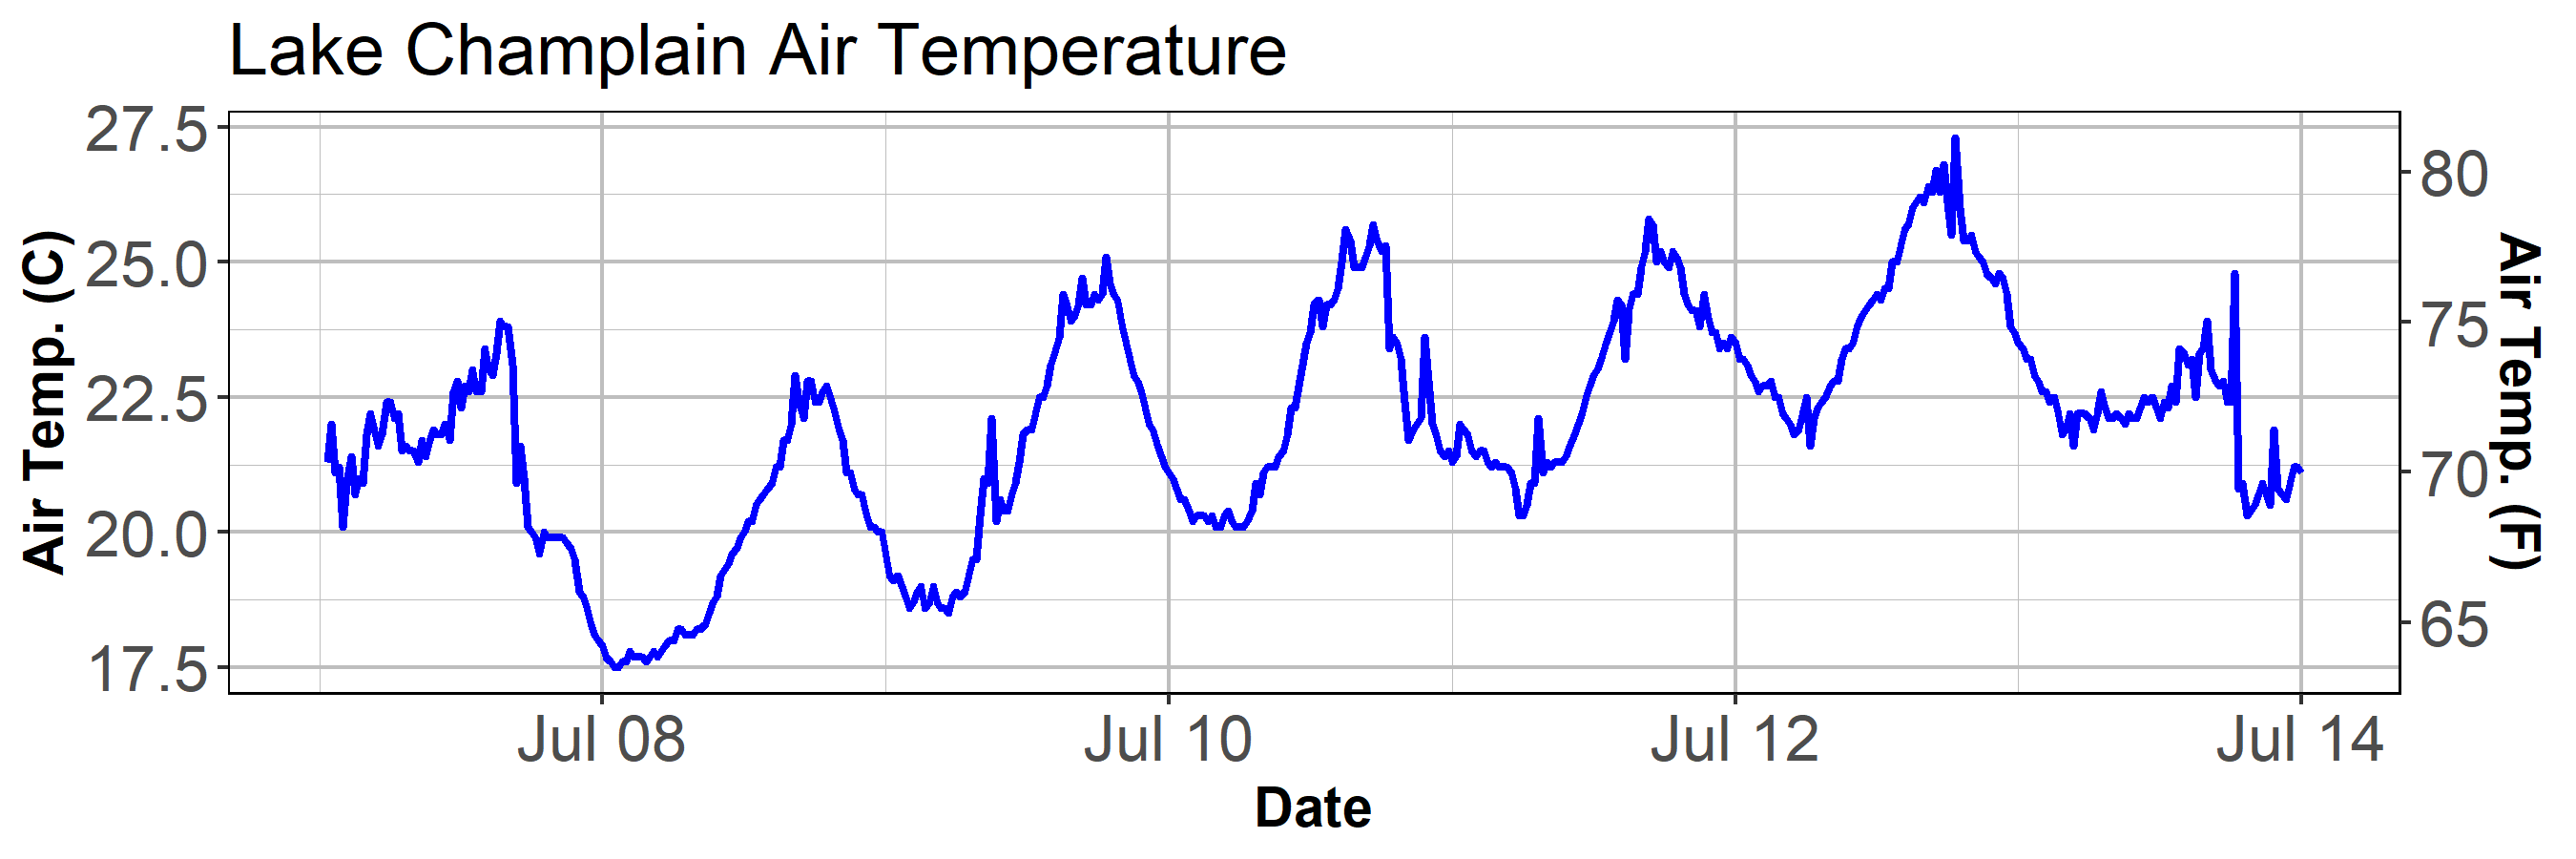 Lake Champlain Air Temperature
27.5
25.0
22.5
20.0
17.5
Air Temp. (C)
80
75
70
65
Air Temp. (F)
Jul 08 Jul 10 Jul 12 Jul 14
Date